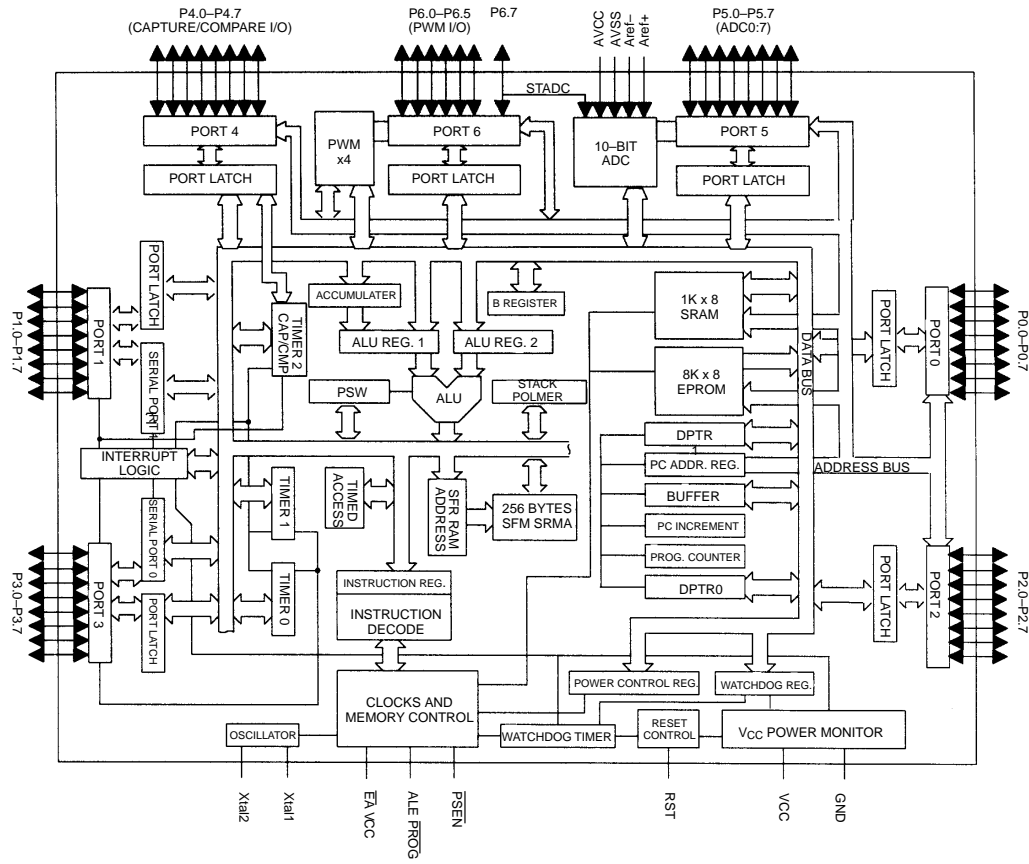 P4.0–P4.7
(CAPTURE/COMPARE I/O)
P6.0–P6.5
(PWM I/O)
P6.7
AVCC
AVSS
Aref–
Aref+
P5.0–P5.7
(ADC0:7)
STADC
PORT 4
PWM
x4
PORT 6
10–BIT
ADC
PORT 5
PORT LATCH
PORT LATCH
PORT LATCH
PORT LATCH
ACCUMULATER
B REGISTER
1K x 8
SRAM
P1.0–P1.7
PORT 1
TIMER 2
CAP/CMP
ALU REG. 1
ALU REG. 2
PORT LATCH
PORT 0
P0.0–P0.7
SERIAL PORT 1
DATA BUS
8K x 8
EPROM
PSW
ALU
STACK
POLMER
INTERRUPT
LOGIC
DPTR
PC ADDR. REG.
ADDRESS BUS
TIMER 1
TIMED
ACCESS
SFR RAM
ADDRESS
256 BYTES
SFM SRMA
BUFFER
PC INCREMENT
SERIAL PORT 0
PROG. COUNTER
P3.0–P3.7
PORT 3
TIMER 0
INSTRUCTION REG.
DPTR0
PORT LATCH
PORT 2
P2.0–P2.7
PORT LATCH
INSTRUCTION
DECODE
POWER CONTROL REG.
WATCHDOG REG.
CLOCKS AND
MEMORY CONTROL
OSCILLATOR
WATCHDOG TIMER
RESET
CONTROL
VCC POWER MONITOR
Xtal2
Xtal1
EA VCC
ALE PROG
PSEN
RST
VCC
GND